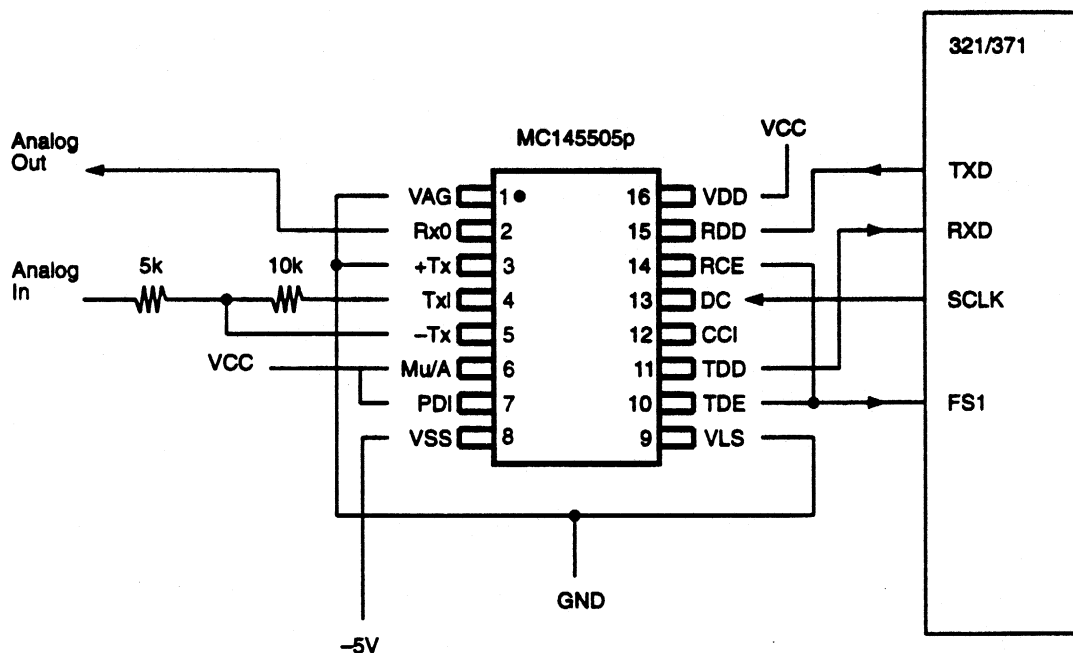 321/371
MC145505p
VCC
Analog
Out
TXD
VAG 1 16 VDD
Rx0 2 15 RDD
RXD
+Tx 3 14 RCE
Analog
In
5k
10k
TxI 4 13 DC
SCLK
–Tx 5 12 CCI
VCC
Mu/A 6 11 TDD
PDI 7 10 TDE
FS1
VSS 8 9 VLS
GND
–5V